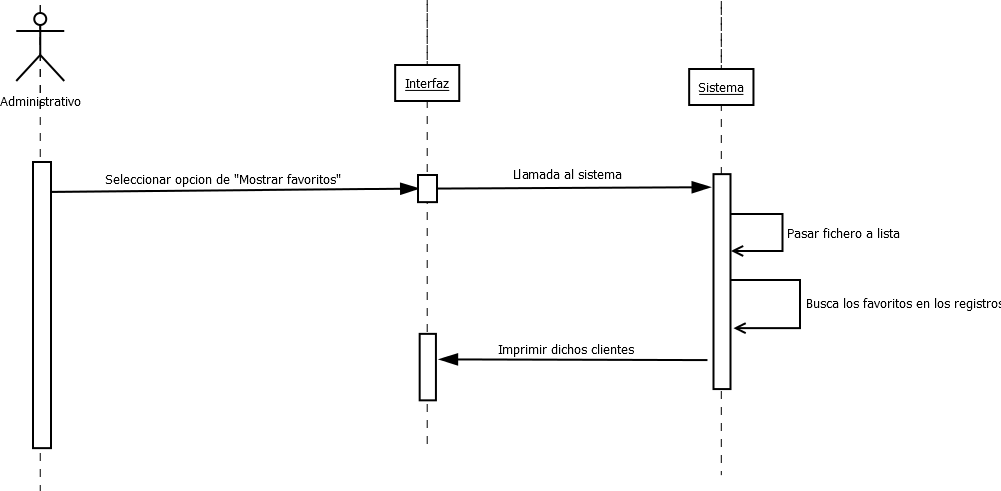 Interfaz
Sistema
Administrativo
Seleccionar opcion de "Mostrar favoritos"
Llamada al sistema
Pasar fichero a lista
Busca los favoritos en los registros
Imprimir dichos clientes